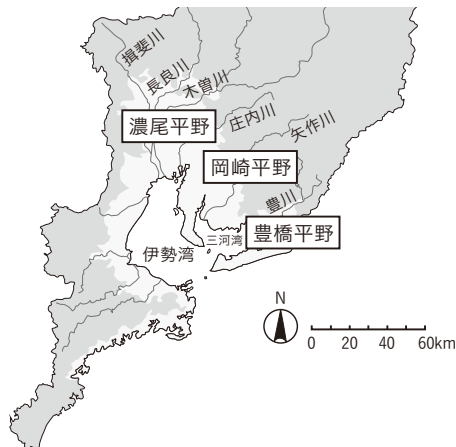 揖斐川
長良川
木曽川
濃尾平野
庄内川
矢作川
岡崎平野
豊川
三河湾
豊橋平野
伊勢湾
N
0 20 40 60km